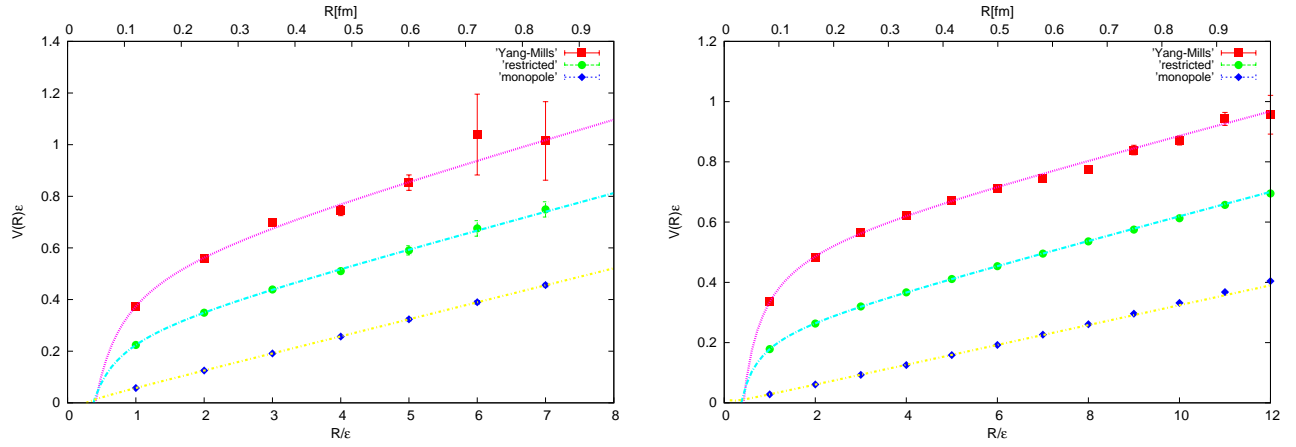 R[fm]
0 0.1 0.2 0.3 0.4 0.5 0.6 0.7 0.8 0.9
1.4
1.2
1
0.8
0.6
0.4
0.2
0
V(R)ε
'Yang-Mills'
'restricted'
'monopole'
0 1 2 3 4 5 6 7 8
R/ε
R[fm]
0 0.1 0.2 0.3 0.4 0.5 0.6 0.7 0.8 0.9
1.2
1
0.8
0.6
0.4
0.2
0
V(R)ε
'Yang-Mills'
'restricted'
'monopole'
0 2 4 6 8 10 12
R/ε